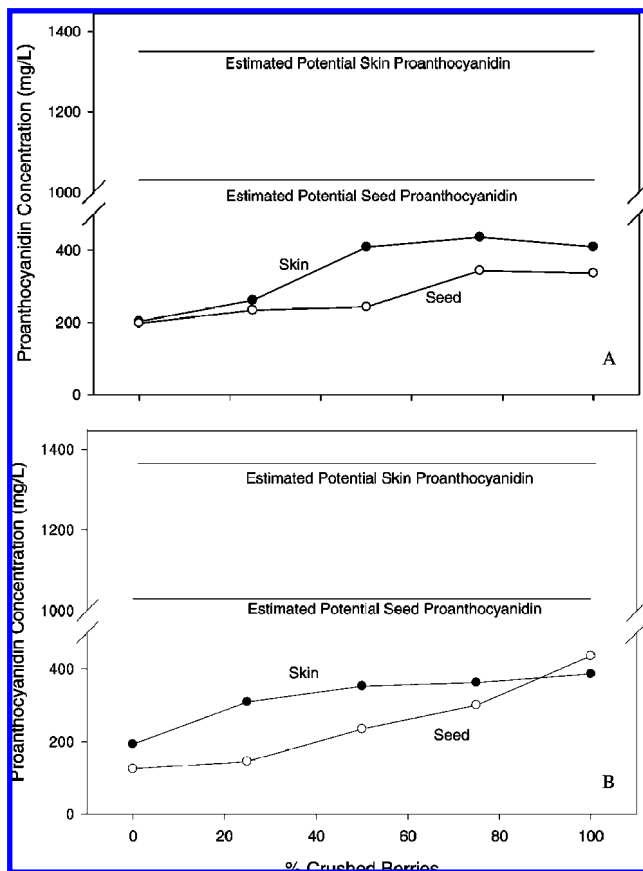 1400
Estimated Potential Skin Proanthocyanidin
1200
1000
Estimated Potential Seed Proanthocyanidin
400
Skin
200
Seed
0
A
Proanthocyanidin Concentration (mg/L)
1400
Estimated Potential Skin Proanthocyanidin
1200
1000
Estimated Potential Seed Proanthocyanidin
400
Skin
200
Seed
0
B
Proanthocyanidin Concentration (mg/L)
0 20 40 60 80 100
% Crushed Berries